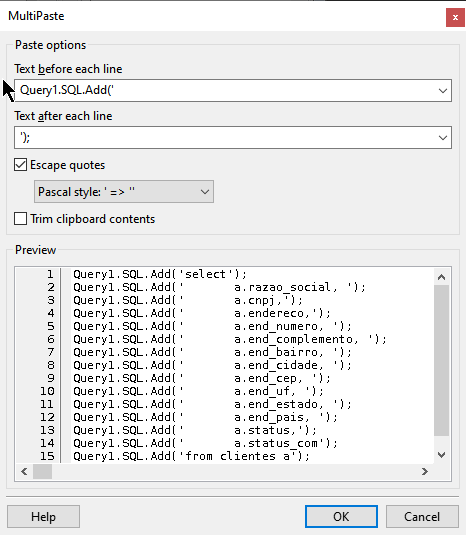 MultiPaste
x
Paste options
Text before each line
Query1.SQL.Add('
Text after each line
');
Escape quotes
Pascal style: ' => ''
Trim clipboard contents
Preview
1 Query1.SQL.Add('select');
2 Query1.SQL.Add('       a.razao_social, ');
3 Query1.SQL.Add('       a.cnpj,');
4 Query1.SQL.Add('       a.endereco,');
5 Query1.SQL.Add('       a.end_numero, ');
6 Query1.SQL.Add('       a.end_complemento, ');
7 Query1.SQL.Add('       a.end_bairro, ');
8 Query1.SQL.Add('       a.end_cidade, ');
9 Query1.SQL.Add('       a.end_cep, ');
10 Query1.SQL.Add('       a.end_uf, ');
11 Query1.SQL.Add('       a.end_estado, ');
12 Query1.SQL.Add('       a.end_pais, ');
13 Query1.SQL.Add('       a.status,');
14 Query1.SQL.Add('       a.status_com');
15 Query1.SQL.Add('from clientes a');
Help OK Cancel